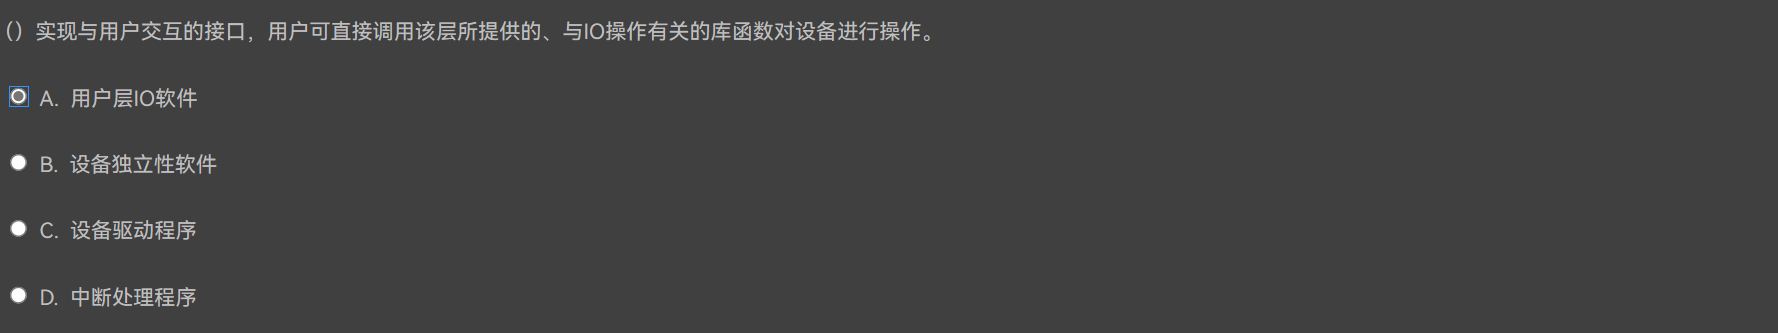 ()  实现与用户交互的接口，用户可直接调用该层所提供的、与IO操作有关的库函数对设备进行操作。
A.  用户层IO软件
B.  设备独立性软件
C.  设备驱动程序
D.  中断处理程序